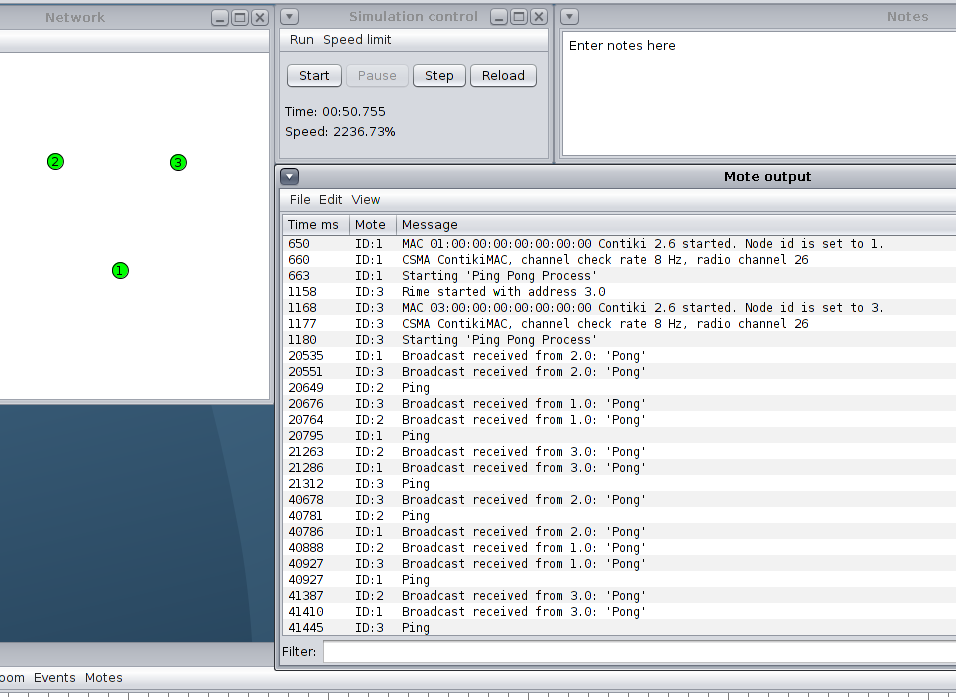 Network
2
3
1
Simulation control
Run Speed limit
Start Pause Step Reload
Time: 00:50.755
Speed: 2236.73%
Notes
Enter notes here
Mote output
File Edit View
Time ms Mote Message
650 ID:1 MAC 01:00:00:00:00:00:00:00 Contiki 2.6 started. Node id is set to 1.
660 ID:1 CSMA ContikiMAC, channel check rate 8 Hz, radio channel 26
663 ID:1 Starting 'Ping Pong Process'
1158 ID:3 Rime started with address 3.0
1168 ID:3 MAC 03:00:00:00:00:00:00:00 Contiki 2.6 started. Node id is set to 3.
1177 ID:3 CSMA ContikiMAC, channel check rate 8 Hz, radio channel 26
1180 ID:3 Starting 'Ping Pong Process'
20535 ID:1 Broadcast received from 2.0: 'Pong'
20551 ID:3 Broadcast received from 2.0: 'Pong'
20649 ID:2 Ping
20676 ID:3 Broadcast received from 1.0: 'Pong'
20764 ID:2 Broadcast received from 1.0: 'Pong'
20795 ID:1 Ping
21263 ID:2 Broadcast received from 3.0: 'Pong'
21286 ID:1 Broadcast received from 3.0: 'Pong'
21312 ID:3 Ping
40678 ID:3 Broadcast received from 2.0: 'Pong'
40781 ID:2 Ping
40786 ID:1 Broadcast received from 2.0: 'Pong'
40888 ID:2 Broadcast received from 1.0: 'Pong'
40927 ID:3 Broadcast received from 1.0: 'Pong'
40927 ID:1 Ping
41387 ID:2 Broadcast received from 3.0: 'Pong'
41410 ID:1 Broadcast received from 3.0: 'Pong'
41445 ID:3 Ping
Filter:
oom Events Motes